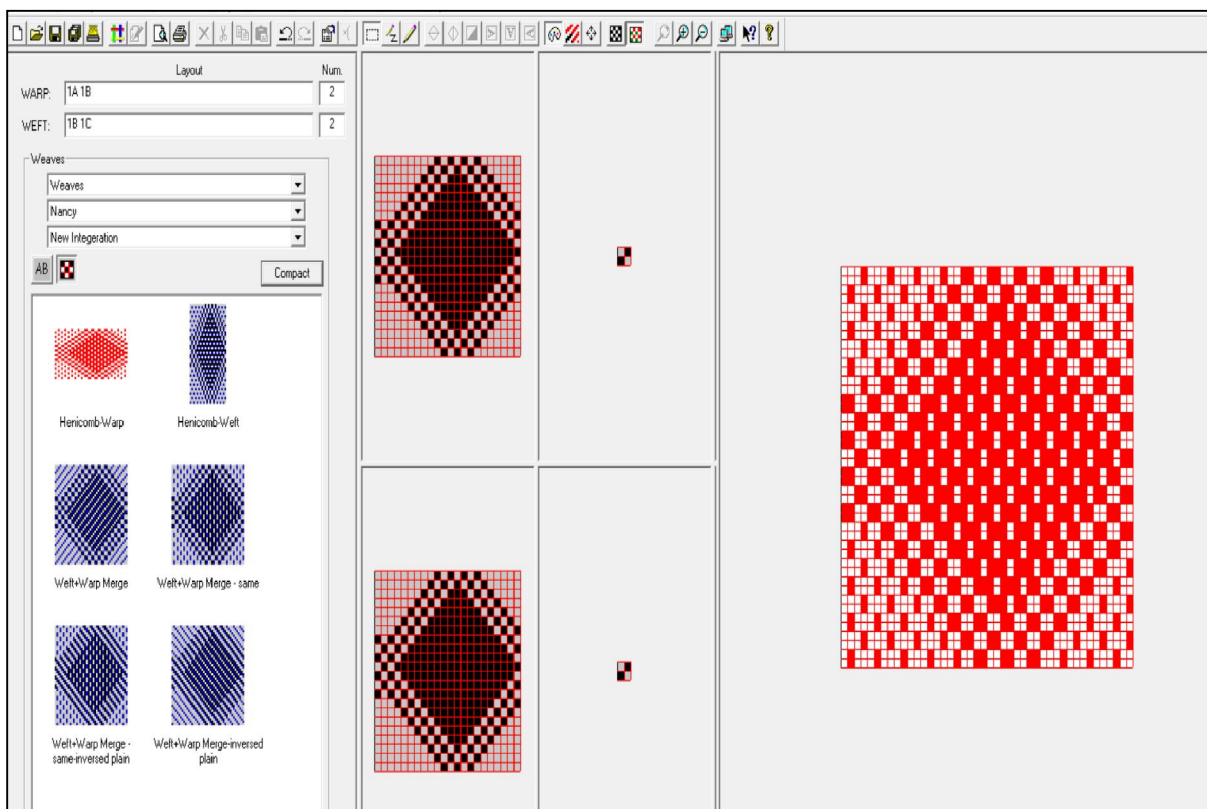 Layout Num.
WARP: 1A 1B 2
WEFT: 1B 1C 2
Weaves
Weaves
Nancy
New Integeration
AB Compact
Henicomb-Warp Henicomb-Weft
Weft+Warp Merge Weft+Warp Merge - same
Weft+Warp Merge - Weft+Warp Merge-inversed
same-inversed plain plain